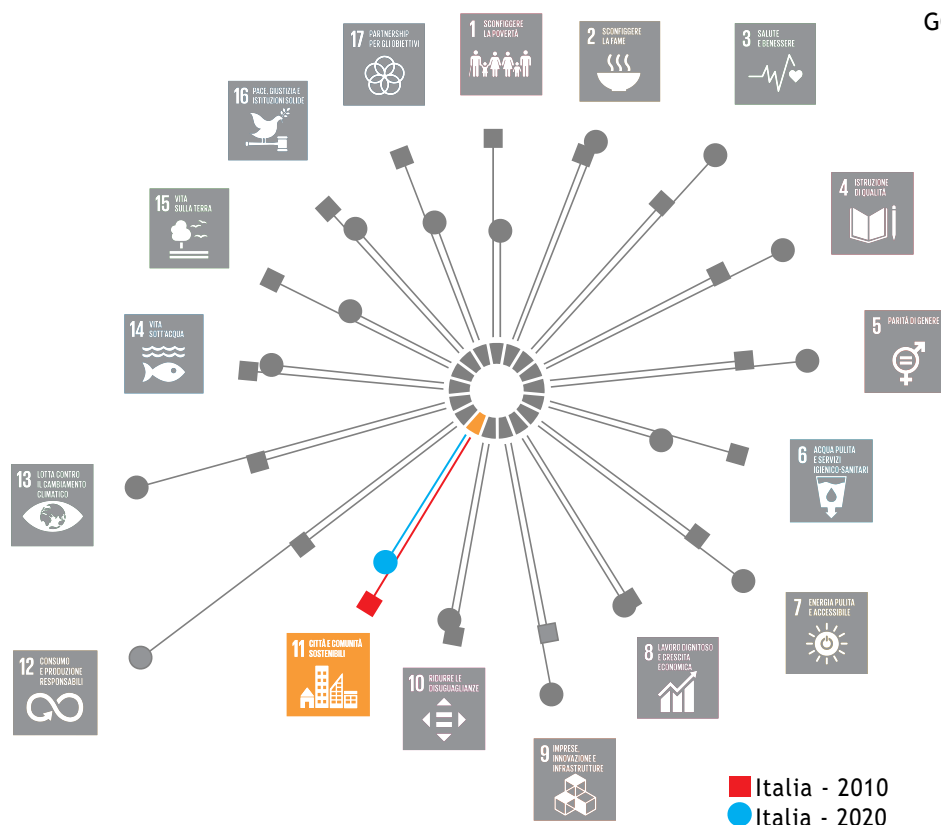 G
17 PARTNERSHIP
PER GLI OBIETTIVI
1 SCONFIGGERE
LA POVERTÀ
2 SCONFIGGERE
LA FAME
3 SALUTE
E BENESSERE
16 PACE, GIUSTIZIA E
ISTITUZIONI SOLIDE
4 ISTRUZIONE
DI QUALITÀ
15 VITA
SULLA TERRA
5 PARITÀ DI GENERE
14 VITA
SOTT'ACQUA
6 ACQUA PULITA
E SERVIZI
IGIENICO-SANITARI
13 LOTTA CONTRO
IL CAMBIAMENTO
CLIMATICO
7 ENERGIA PULITA
E ACCESSIBILE
12 CONSUMO
E PRODUZIONE
RESPONSABILI
11 CITTÀ E COMUNITÀ
SOSTENIBILI
8 LAVORO DIGNITOSO
E CRESCITA
ECONOMICA
10 RIDURRE LE
DISUGUAGLIANZE
9 IMPRESE,
INNOVAZIONE E
INFRASTRUTTURE
Italia - 2010
Italia - 2020